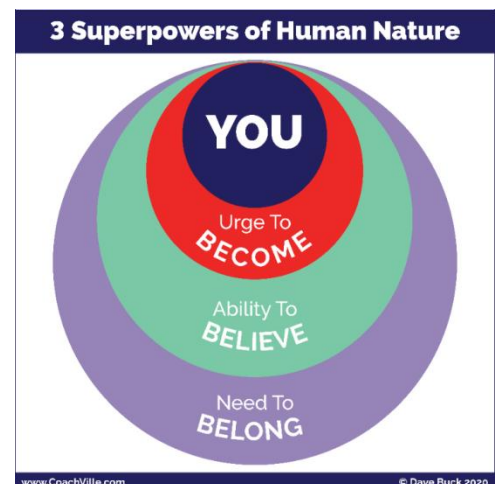 3 Superpowers of Human Nature
YOU
Urge To
BECOME
Ability To
BELIEVE
Need To
BELONG
www.CoachVille.com
© Dave Buck 2020